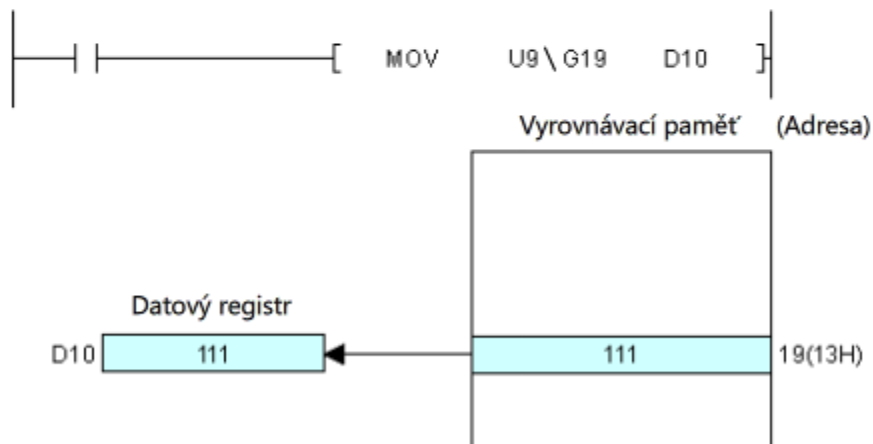 MOV U9\G19 D10
Vyrovnávací paměť (Adresa)
Datový registr
D10 111 111 19(13H)